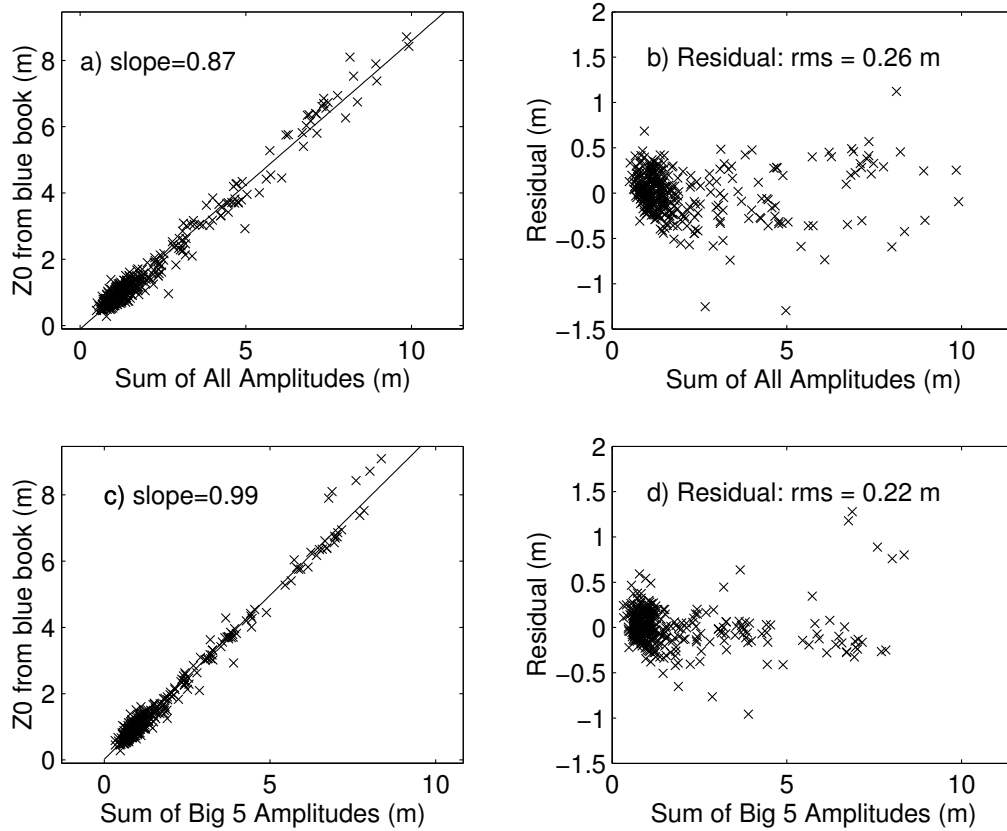 a) slope=0.87
Z0 from blue book (m)
8
6
4
2
0
0 5 10
Sum of All Amplitudes (m)
b) Residual: rms = 0.26 m
Residual (m)
2
1.5
1
0.5
0
−0.5
−1
−1.5
0 5 10
Sum of All Amplitudes (m)
c) slope=0.99
Z0 from blue book (m)
8
6
4
2
0
0 5 10
Sum of Big 5 Amplitudes (m)
d) Residual: rms = 0.22 m
Residual (m)
2
1.5
1
0.5
0
−0.5
−1
−1.5
0 5 10
Sum of Big 5 Amplitudes (m)